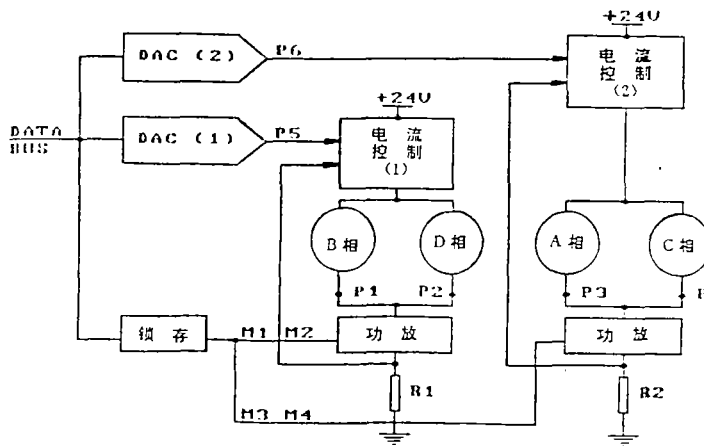 +24V
DAC (2)
P6
电流
控制
(2)
+24V
DATA
BUS
DAC (1)
P5
电流
控制
(1)
B相
D相
A相
C相
P1
P2
P3
锁存
M1 M2
功放
功放
R1
R2
M3 M4